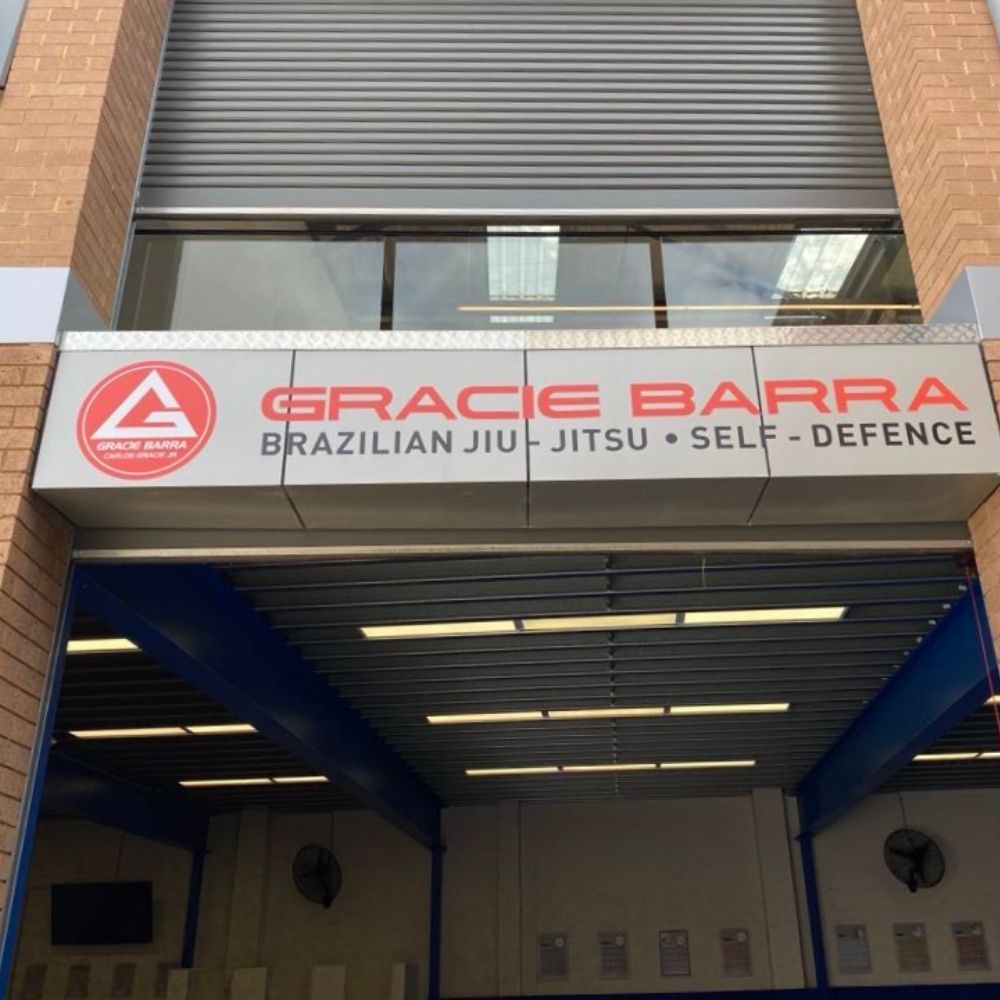 GRACIE BARRA
CARLOS GRACIE JR.
GRACIE BARRA
BRAZILIAN JIU - JITSU • SELF - DEFENCE